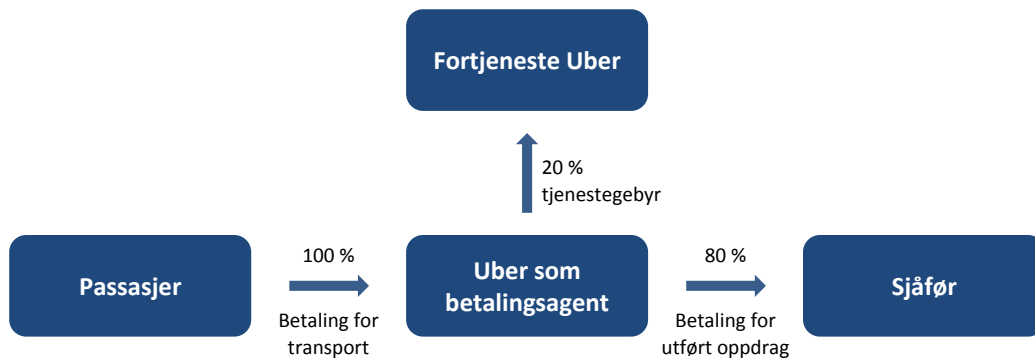 Fortjeneste Uber
20 %
tjenestegebyr
Passasjer
100 %
Betaling for
transport
Uber som
betalingsagent
80 %
Betaling for
utført oppdrag
Sjåfør